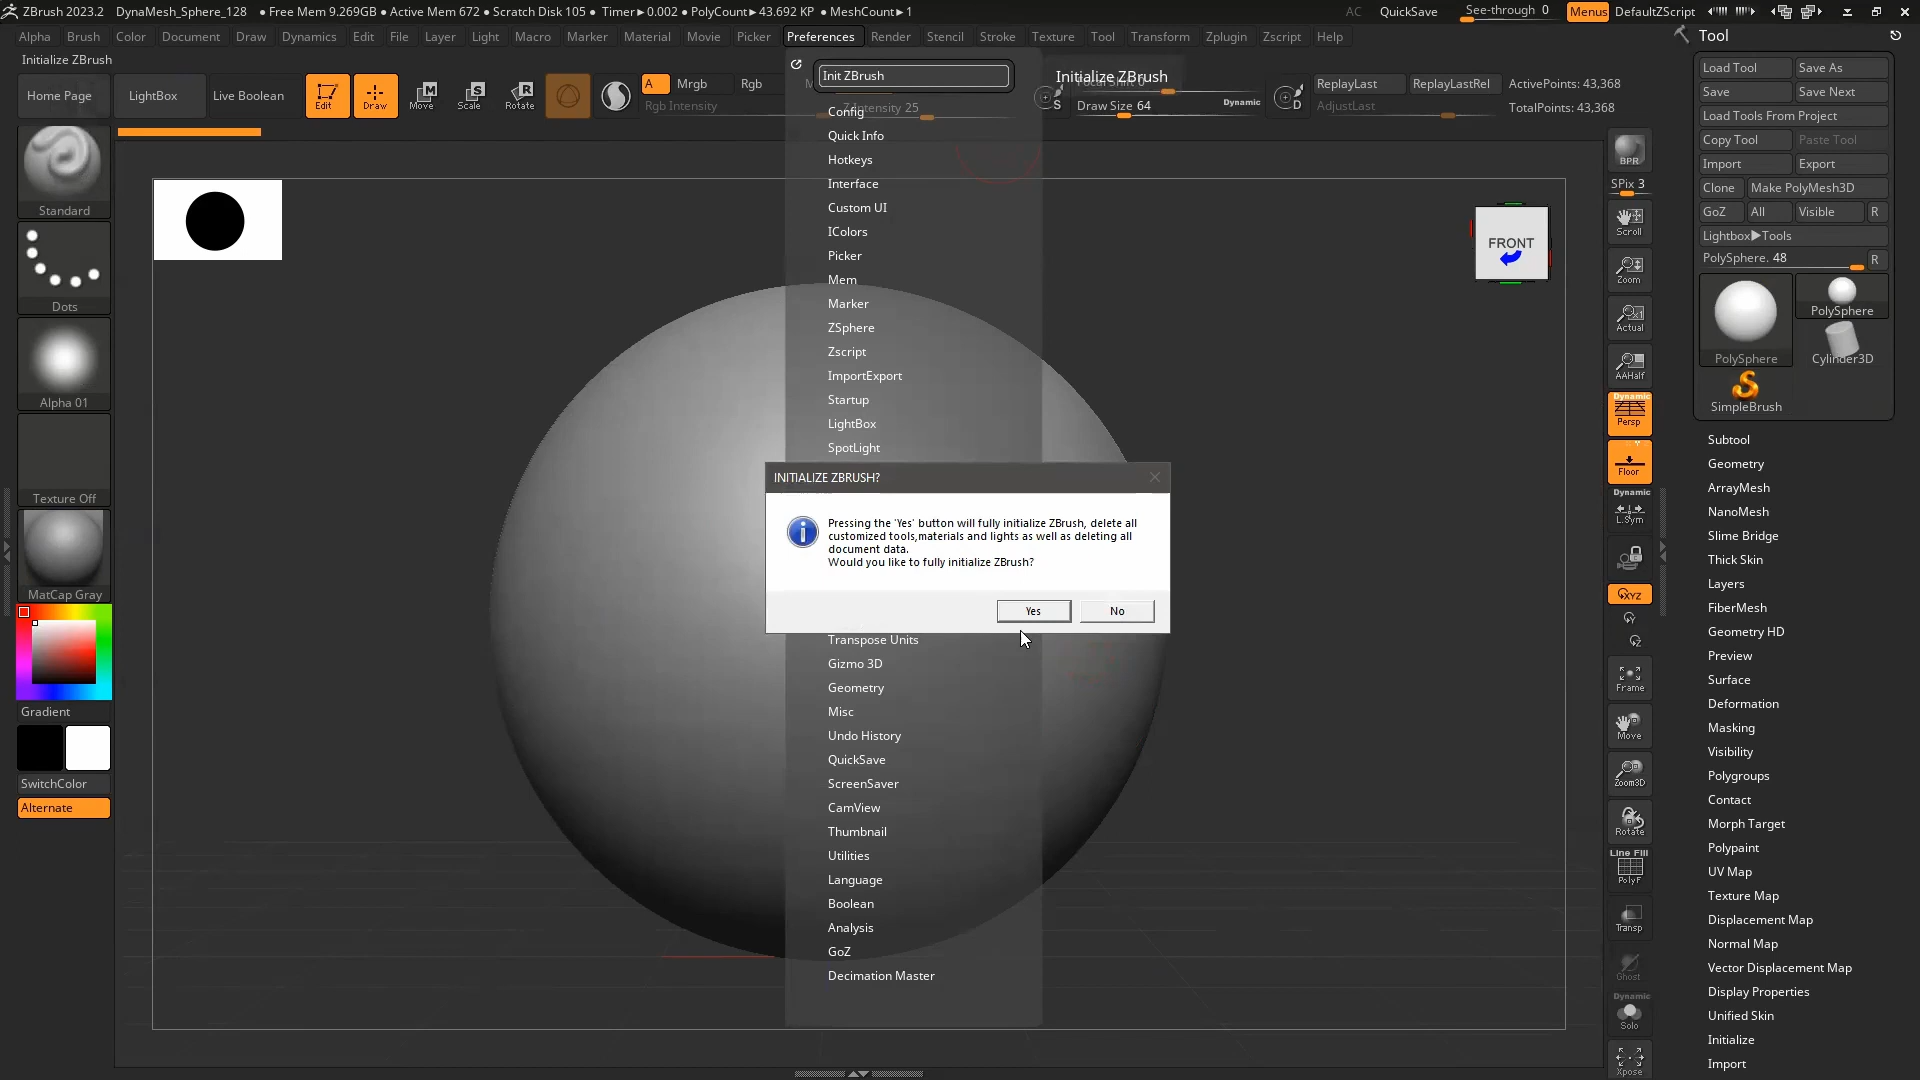 ZBrush 2023.2 DynaMesh_Sphere_128 ● Free Mem 9.269GB ● Active Mem 672 ● Scratch Disk 105 ● Timer▸0.002 ● PolyCount▸43.692 KP ● MeshCount▸1 AC QuickSave See-through 0 Menus DefaultZScript
Alpha Brush Color Document Draw Dynamics Edit File Layer Light Macro Marker Material Movie Picker Preferences Render Stencil Stroke Texture Tool Transform Zplugin Zscript Help
Initialize ZBrush
Home Page LightBox Live Boolean Edit Draw Move Scale Rotate
A Mrgb Rgb M
Rgb Intensity Z Intensity 25
S
Draw Size 64 Dynamic
D
ReplayLast ReplayLastRel ActivePoints: 43,368
AdjustLast TotalPoints: 43,368
Init ZBrush
Initialize ZBrush
Config
Quick Info
Hotkeys
Interface
Custom UI
IColors
Picker
Mem
Marker
ZSphere
Zscript
ImportExport
Startup
LightBox
SpotLight
INITIALIZE ZBRUSH?
Pressing the 'Yes' button will fully initialize ZBrush, delete all
customized tools,materials and lights as well as deleting all
document data.
Would you like to fully initialize ZBrush?
Yes No
Transpose Units
Gizmo 3D
Geometry
Misc
Undo History
QuickSave
ScreenSaver
CamView
Thumbnail
Utilities
Language
Boolean
Analysis
GoZ
Decimation Master
Standard
Dots
Alpha 01
Texture Off
MatCap Gray
Gradient
SwitchColor
Alternate
FRONT
BPR
SPix 3
Scroll
Zoom
Actual
AAHalf
Dynamic
Persp
Floor
Dynamic
L.Sym
XYZ
Y
Z
Frame
Move
Zoom3D
Rotate
Line Fill
PolyF
Transp
Ghost
Dynamic
Solo
Xpose
Tool
Load Tool Save As
Save Save Next
Load Tools From Project
Copy Tool Paste Tool
Import Export
Clone Make PolyMesh3D
GoZ All Visible R
Lightbox▶Tools
PolySphere. 48 R
PolySphere
PolySphere Cylinder3D
SimpleBrush
Subtool
Geometry
ArrayMesh
NanoMesh
Slime Bridge
Thick Skin
Layers
FiberMesh
Geometry HD
Preview
Surface
Deformation
Masking
Visibility
Polygroups
Contact
Morph Target
Polypaint
UV Map
Texture Map
Displacement Map
Normal Map
Vector Displacement Map
Display Properties
Unified Skin
Initialize
Import